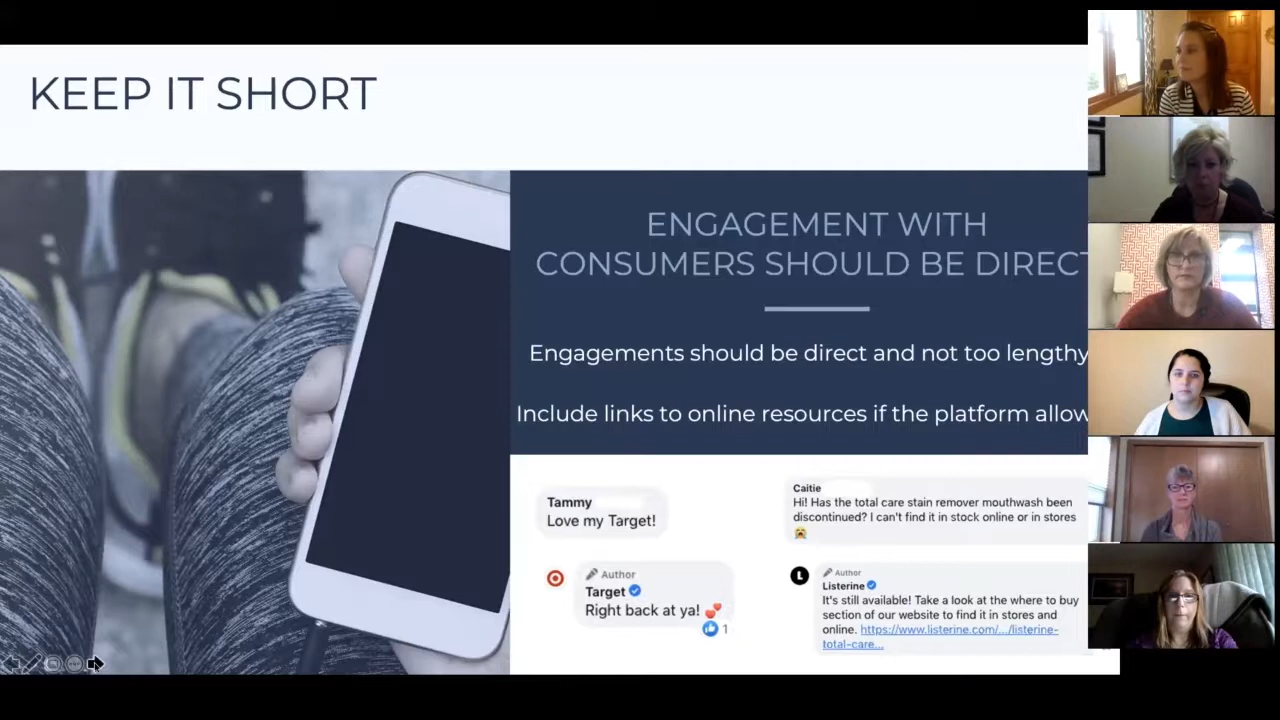 KEEP IT SHORT
ENGAGEMENT WITH
CONSUMERS SHOULD BE DIRECT
Engagements should be direct and not too lengthy
Include links to online resources if the platform allow
Tammy
Love my Target!
Author
Target
Right back at ya! 💕
1
Caitie
Hi! Has the total care stain remover mouthwash been
discontinued? I can't find it in stock online or in stores
😭
Author
Listerine
It's still available! Take a look at the where to buy
section of our website to find it in stores and
online. https://www.listerine.com/.../listerine-
total-care...